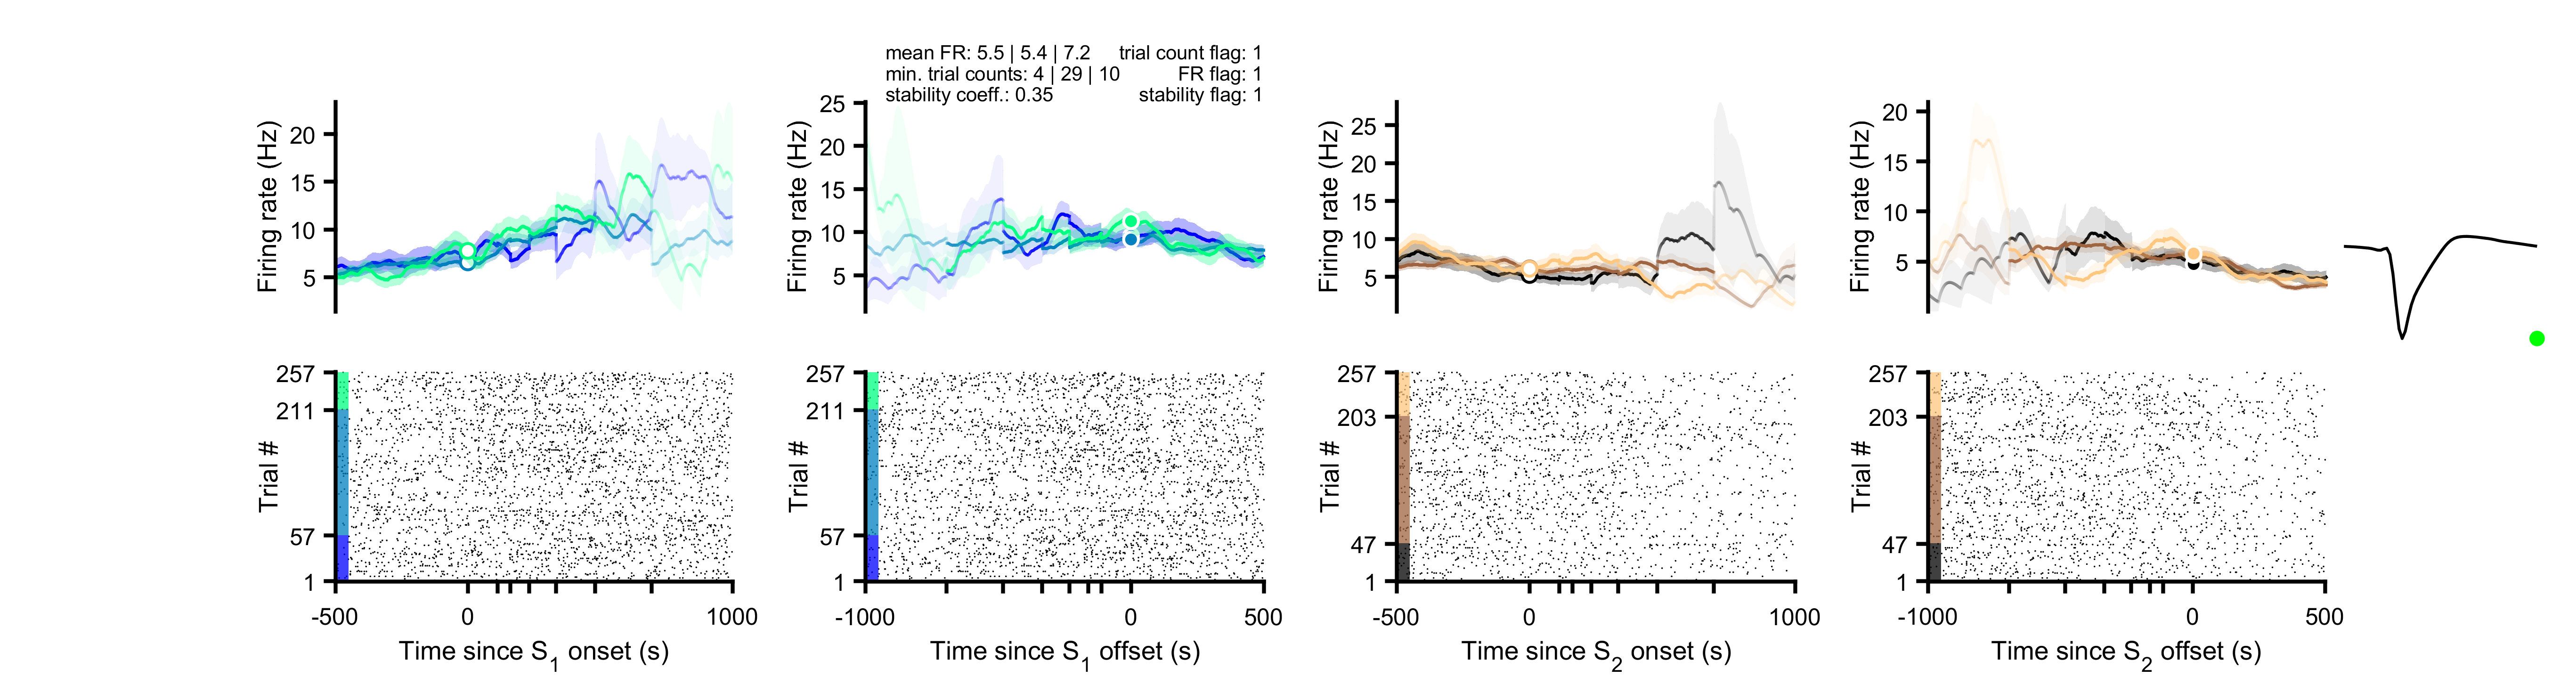 mean FR: 5.5 | 5.4 | 7.2 trial count flag: 1
min. trial counts: 4 | 29 | 10 FR flag: 1
stability coeff.: 0.35 stability flag: 1
Firing rate (Hz)
20
15
10
5
Firing rate (Hz)
25
20
15
10
5
Firing rate (Hz)
25
20
15
10
5
Firing rate (Hz)
20
15
10
5
Trial #
257
211
57
1
-500 0 1000
Time since S1 onset (s)
Trial #
257
211
57
1
-1000 0 500
Time since S1 offset (s)
Trial #
257
203
47
1
-500 0 1000
Time since S2 onset (s)
Trial #
257
203
47
1
-1000 0 500
Time since S2 offset (s)